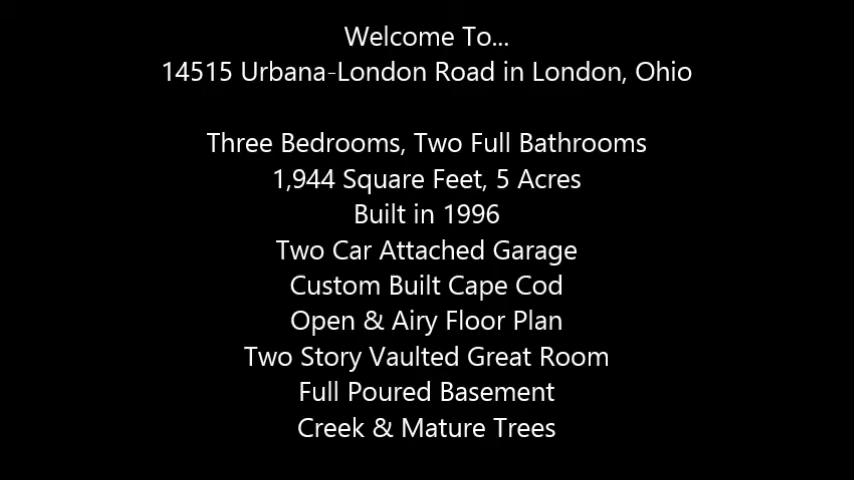 Welcome To...
14515 Urbana-London Road in London, Ohio
Three Bedrooms, Two Full Bathrooms
1,944 Square Feet, 5 Acres
Built in 1996
Two Car Attached Garage
Custom Built Cape Cod
Open & Airy Floor Plan
Two Story Vaulted Great Room
Full Poured Basement
Creek & Mature Trees